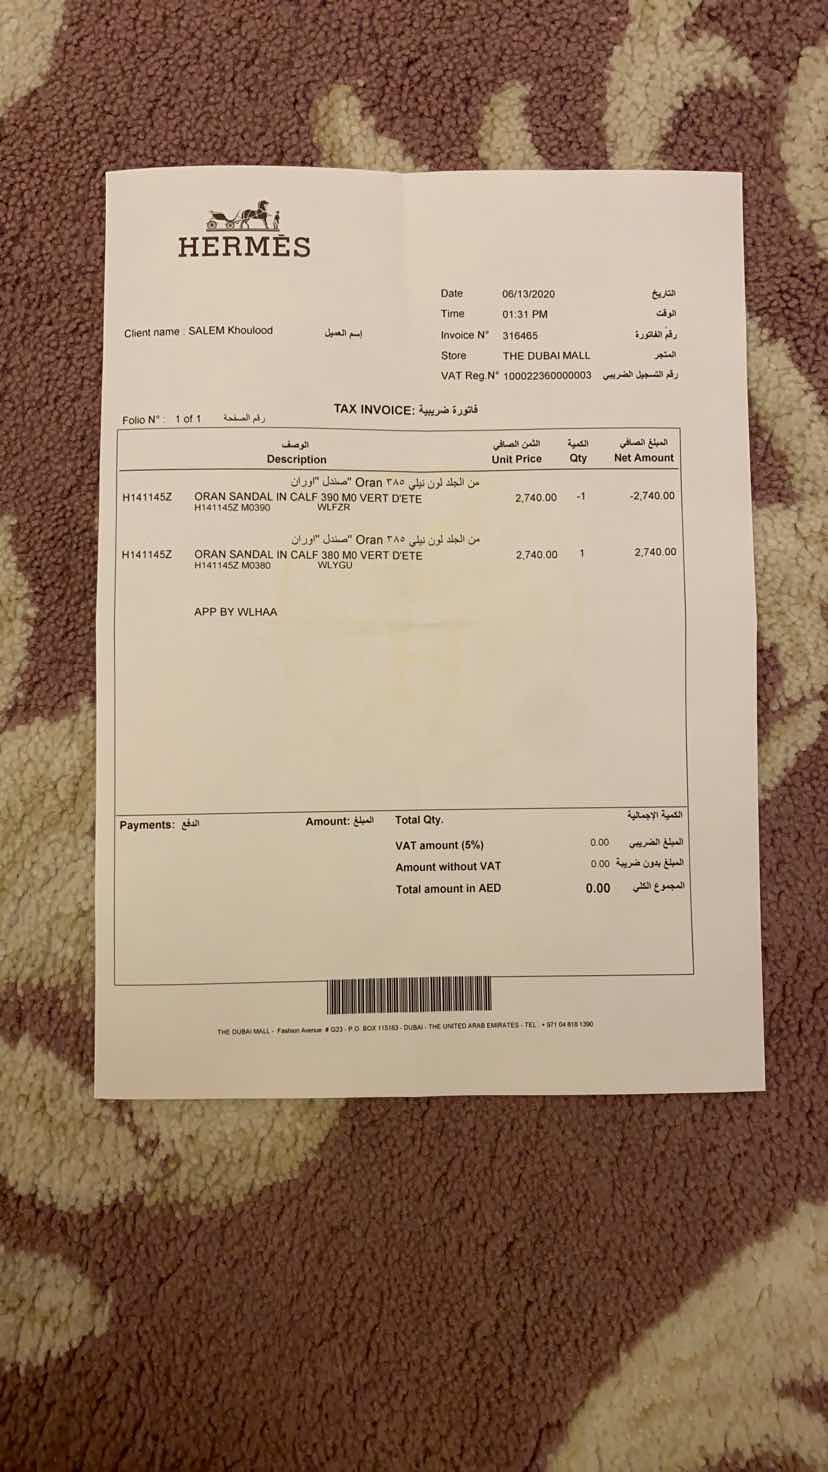 HERMÈS
Date 06/13/2020 التاريخ
Time 01:31 PM الوقت
Client name : SALEM Khoulood إسم العميل
Invoice N° 316465 رقم الفاتورة
Store THE DUBAI MALL المتجر
VAT Reg.N° 100022360000003 رقم التسجيل الضريبي
TAX INVOICE: فاتورة ضريبية
Folio N° : 1 of 1 رقم الصفحة
الوصف الثمن الصافي الكمية المبلغ الصافي
Description Unit Price Qty Net Amount
صندل "اوران" Oran ٣٨٥ من الجلد لون نيلي
H141145Z ORAN SANDAL IN CALF 390 M0 VERT D'ETE 2,740.00 -1 -2,740.00
H141145Z M0390 WLFZR
صندل "اوران" Oran ٣٨٥ من الجلد لون نيلي
H141145Z ORAN SANDAL IN CALF 380 M0 VERT D'ETE 2,740.00 1 2,740.00
H141145Z M0380 WLYGU
APP BY WLHAA
Payments: الدفع Amount: المبلغ Total Qty. الكمية الإجمالية
VAT amount (5%) 0.00 المبلغ الضريبي
Amount without VAT 0.00 المبلغ بدون ضريبة
Total amount in AED 0.00 المجموع الكلي
THE DUBAI MALL - Fashion Avenue # G23 - P.O. BOX 115163 - DUBAI - THE UNITED ARAB EMIRATES - TEL : + 971 04 818 1390